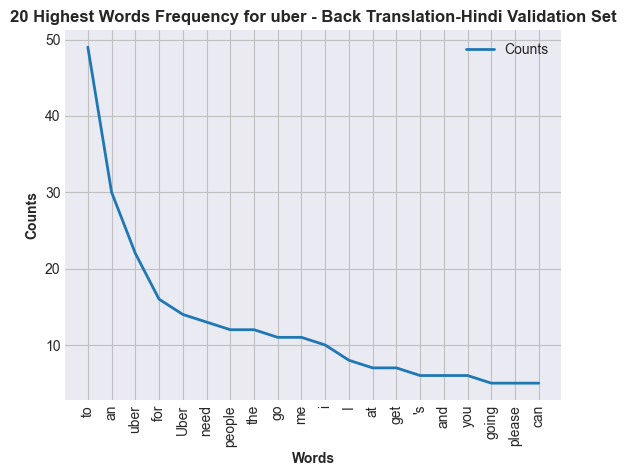 20 Highest Words Frequency for uber - Back Translation-Hindi Validation Set
Counts
Counts
50
40
30
20
10
to
an
uber
for
Uber
need
people
the
go
me
i
I
at
get
's
and
you
going
please
can
Words